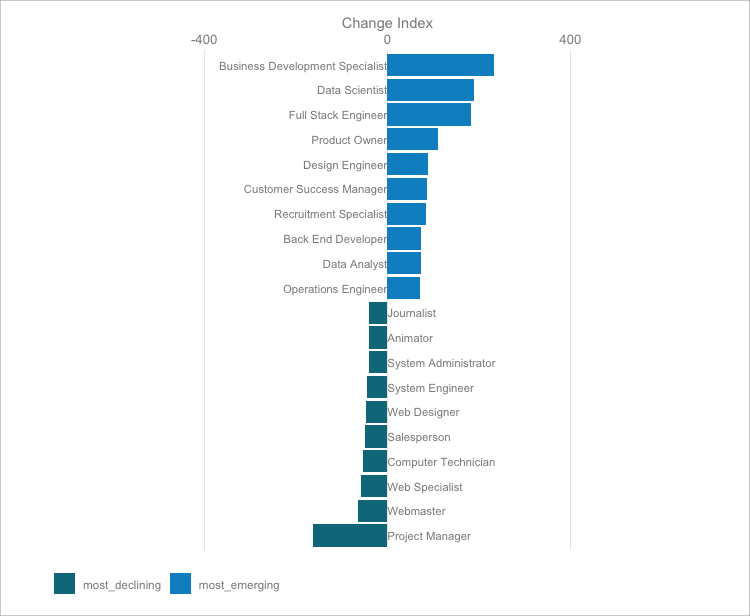 Change Index
-400 0 400
Business Development Specialist
Data Scientist
Full Stack Engineer
Product Owner
Design Engineer
Customer Success Manager
Recruitment Specialist
Back End Developer
Data Analyst
Operations Engineer
Journalist
Animator
System Administrator
System Engineer
Web Designer
Salesperson
Computer Technician
Web Specialist
Webmaster
Project Manager
most_declining most_emerging